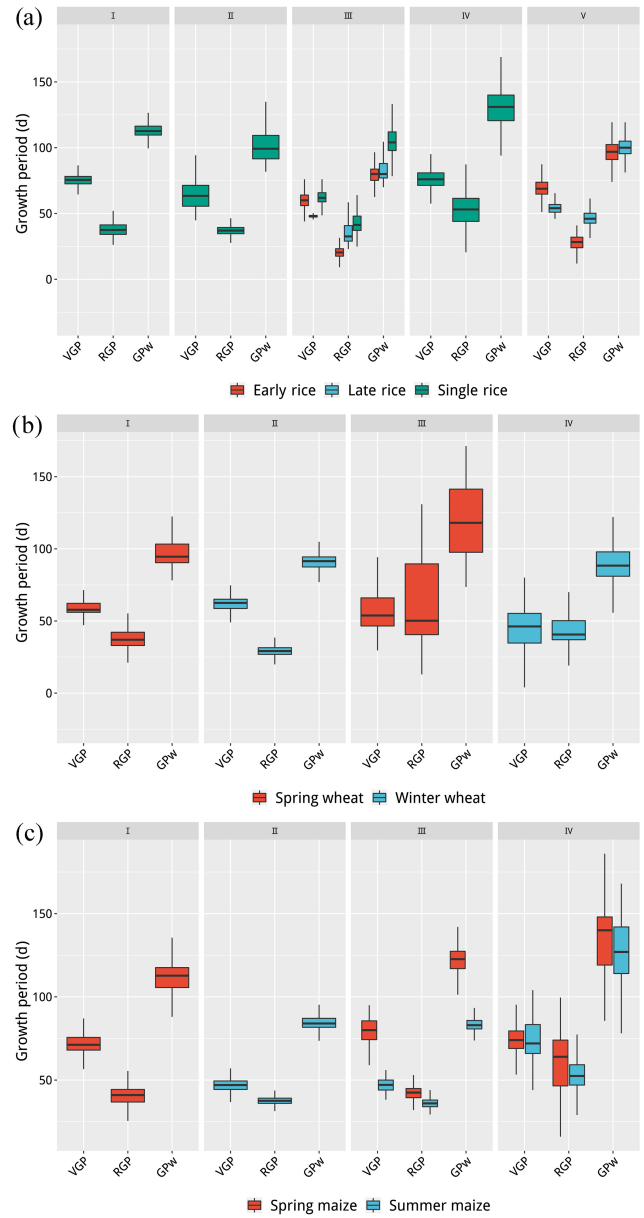 (a)
I II III IV V
Growth period (d)
150
100
50
0
VGP RGP GPw VGP RGP GPw VGP RGP GPw VGP RGP GPw VGP RGP GPw
Early rice Late rice Single rice
(b)
I II III IV
Growth period (d)
150
100
50
0
VGP RGP GPw VGP RGP GPw VGP RGP GPw VGP RGP GPw
Spring wheat Winter wheat
(c)
I II III IV
Growth period (d)
150
100
50
VGP RGP GPw VGP RGP GPw VGP RGP GPw VGP RGP GPw
Spring maize Summer maize